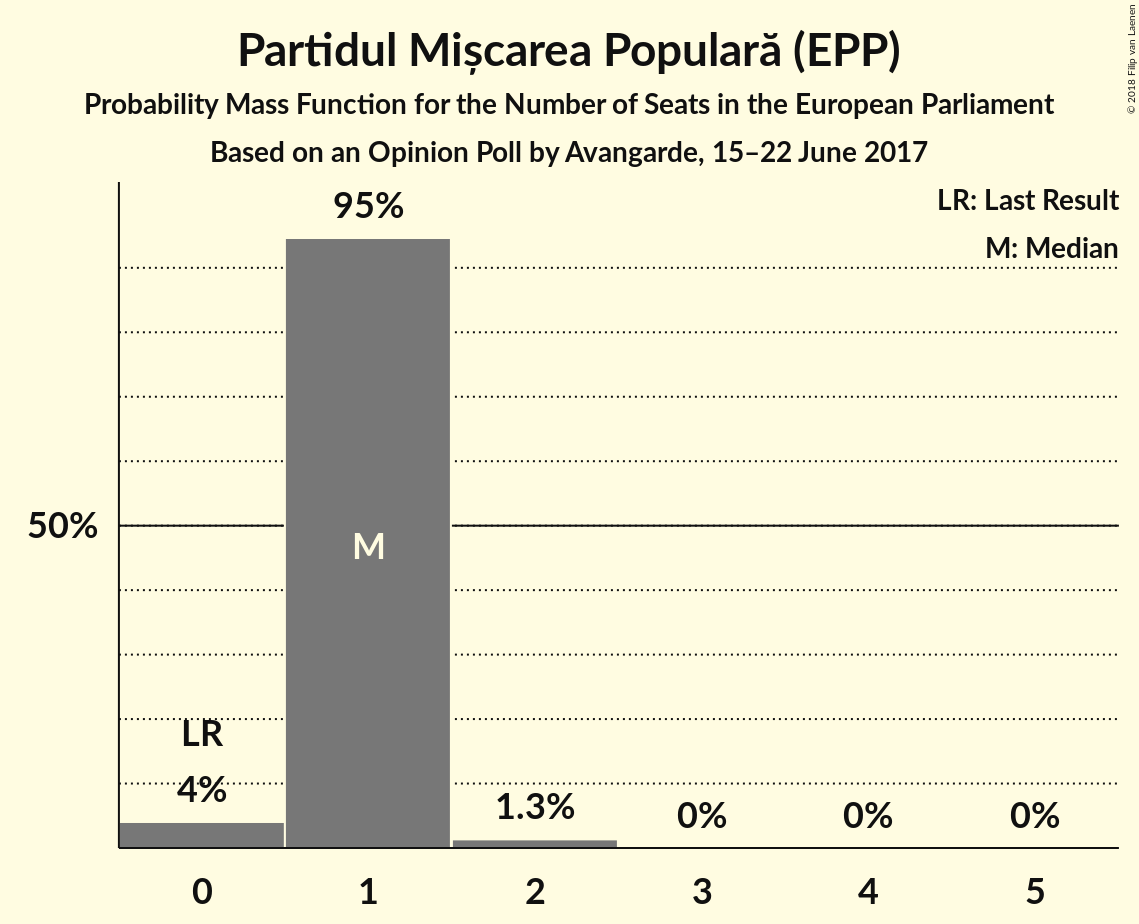 Partidul Mișcarea Populară (EPP)
Probability Mass Function for the Number of Seats in the European Parliament
Based on an Opinion Poll by Avangarde, 15–22 June 2017
© 2018 Filip van Laenen
LR: Last Result
M: Median
95%
50%
M
LR
4%
1.3%
0%
0%
0%
0
1
2
3
4
5